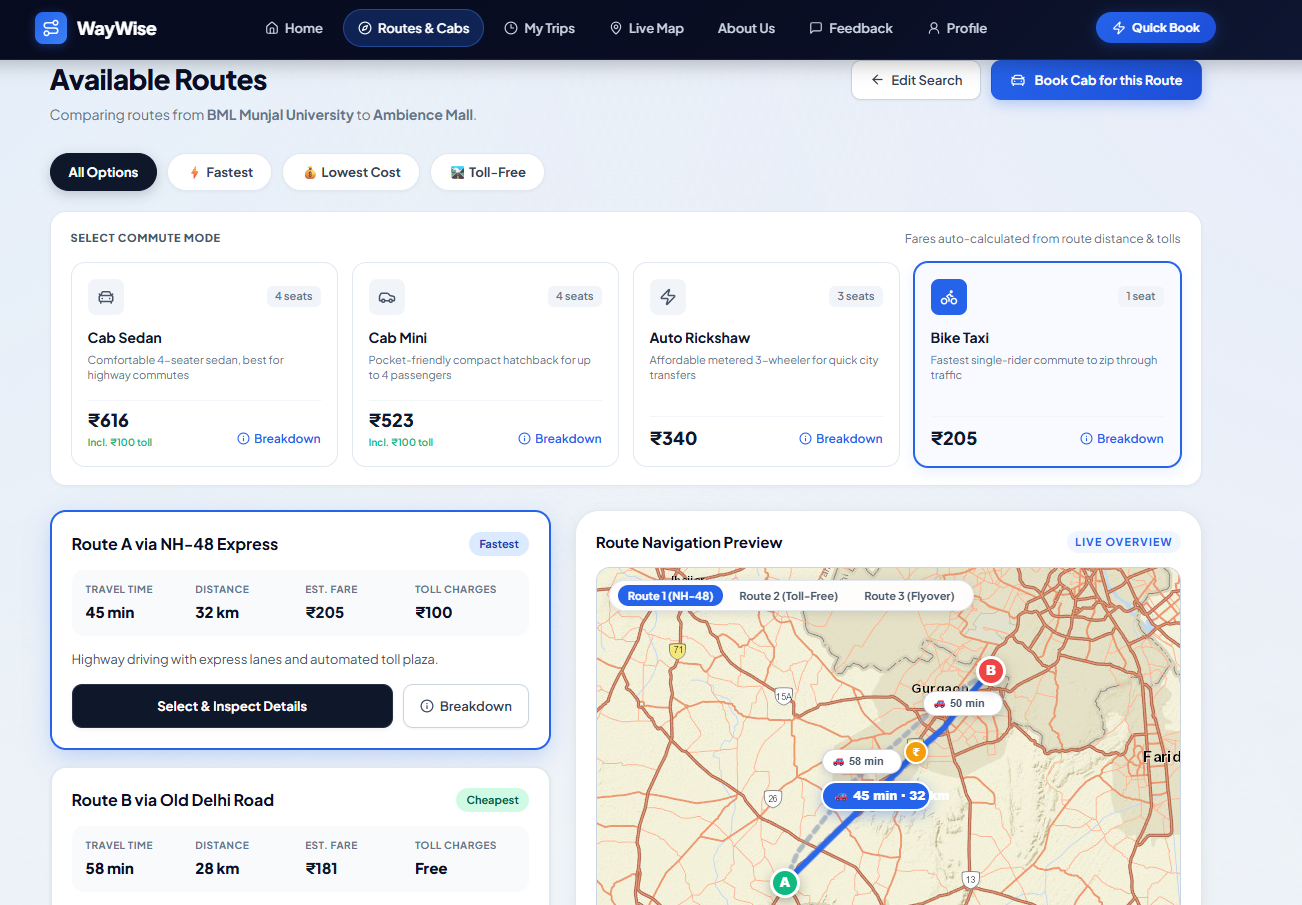 WayWise
Home
Routes & Cabs
My Trips
Live Map
About Us
Feedback
Profile
Quick Book
Available Routes
Edit Search
Book Cab for this Route
Comparing routes from BML Munjal University to Ambience Mall.
All Options
Fastest
Lowest Cost
Toll-Free
SELECT COMMUTE MODE
Fares auto-calculated from route distance & tolls
4 seats
Cab Sedan
Comfortable 4-seater sedan, best for
highway commutes
₹616
Incl. ₹100 toll
Breakdown
4 seats
Cab Mini
Pocket-friendly compact hatchback for up
to 4 passengers
₹523
Incl. ₹100 toll
Breakdown
3 seats
Auto Rickshaw
Affordable metered 3-wheeler for quick city
transfers
₹340
Breakdown
1 seat
Bike Taxi
Fastest single-rider commute to zip through
traffic
₹205
Breakdown
Route A via NH-48 Express
Fastest
TRAVEL TIME
45 min
DISTANCE
32 km
EST. FARE
₹205
TOLL CHARGES
₹100
Highway driving with express lanes and automated toll plaza.
Select & Inspect Details
Breakdown
Route B via Old Delhi Road
Cheapest
TRAVEL TIME
58 min
DISTANCE
28 km
EST. FARE
₹181
TOLL CHARGES
Free
Route Navigation Preview
LIVE OVERVIEW
Route 1 (NH-48)
Route 2 (Toll-Free)
Route 3 (Flyover)
71
B
15A
Gurgaon
50 min
₹
Farid
58 min
26
45 min • 32 km
A
13